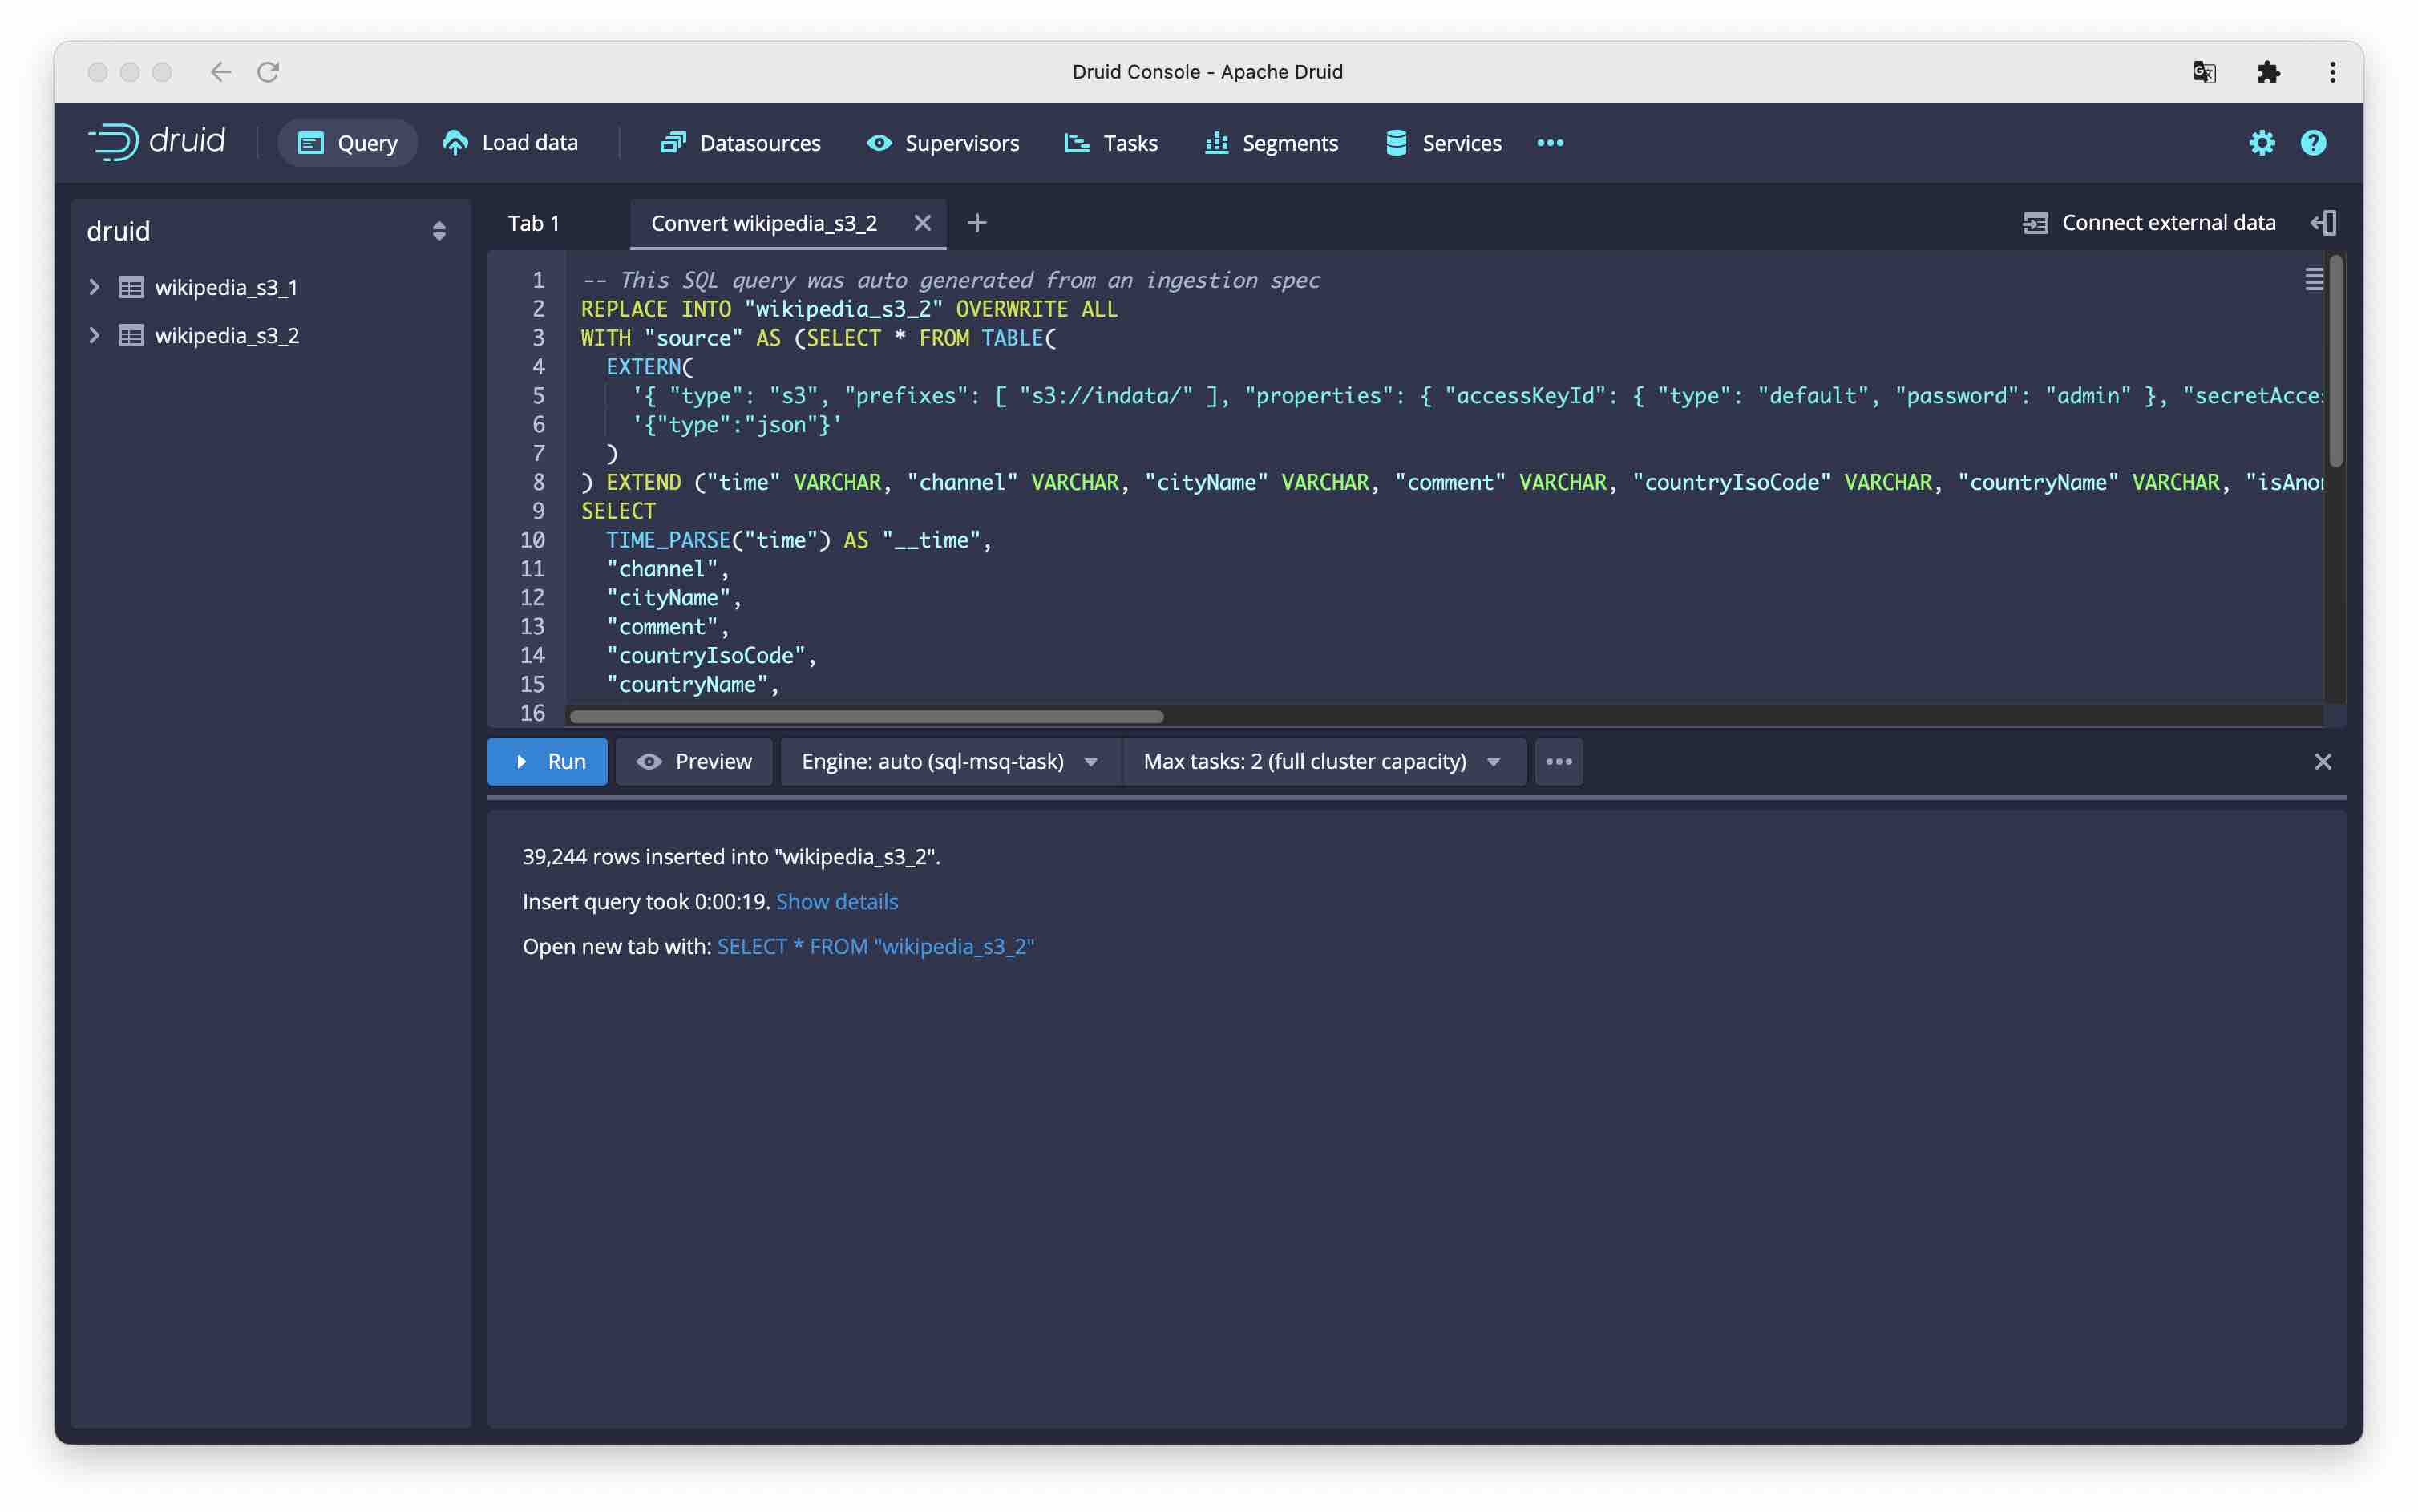 Druid Console - Apache Druid
druid
Query
Load data
Datasources
Supervisors
Tasks
Segments
Services
druid
wikipedia_s3_1
wikipedia_s3_2
Tab 1
Convert wikipedia_s3_2
Connect external data
1 -- This SQL query was auto generated from an ingestion spec
2 REPLACE INTO "wikipedia_s3_2" OVERWRITE ALL
3 WITH "source" AS (SELECT * FROM TABLE(
4 EXTERN(
5 '{ "type": "s3", "prefixes": [ "s3://indata/" ], "properties": { "accessKeyId": { "type": "default", "password": "admin" }, "secretAcce
6 '{"type":"json"}'
7 )
8 ) EXTEND ("time" VARCHAR, "channel" VARCHAR, "cityName" VARCHAR, "comment" VARCHAR, "countryIsoCode" VARCHAR, "countryName" VARCHAR, "isAno
9 SELECT
10 TIME_PARSE("time") AS "__time",
11 "channel",
12 "cityName",
13 "comment",
14 "countryIsoCode",
15 "countryName",
16
Run
Preview
Engine: auto (sql-msq-task)
Max tasks: 2 (full cluster capacity)
39,244 rows inserted into "wikipedia_s3_2".
Insert query took 0:00:19. Show details
Open new tab with: SELECT * FROM "wikipedia_s3_2"